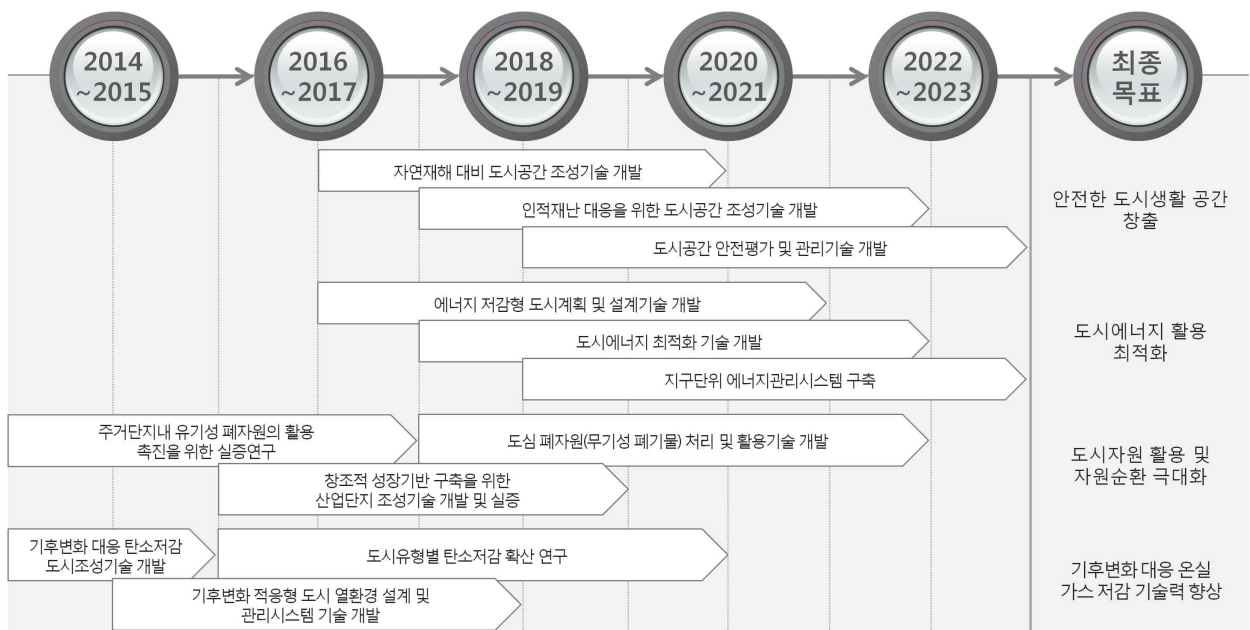 2014
~2015
2016
~2017
2018
~2019
2020
~2021
2022
~2023
최종
목표
자연재해 대비 도시공간 조성기술 개발
인적재난 대응을 위한 도시공간 조성기술 개발
도시공간 안전평가 및 관리기술 개발
안전한 도시생활 공간
창출
에너지 저감형 도시계획 및 설계기술 개발
도시에너지 최적화 기술 개발
지구단위 에너지관리시스템 구축
도시에너지 활용
최적화
주거단지내 유기성 폐자원의 활용
촉진을 위한 실증연구
도심 폐자원(무기성 폐기물) 처리 및 활용기술 개발
창조적 성장기반 구축을 위한
산업단지 조성기술 개발 및 실증
도시자원 활용 및
자원순환 극대화
기후변화 대응 탄소저감
도시조성기술 개발
도시유형별 탄소저감 확산 연구
기후변화 적응형 도시 열환경 설계 및
관리시스템 기술 개발
기후변화 대응 온실
가스 저감 기술력 향상